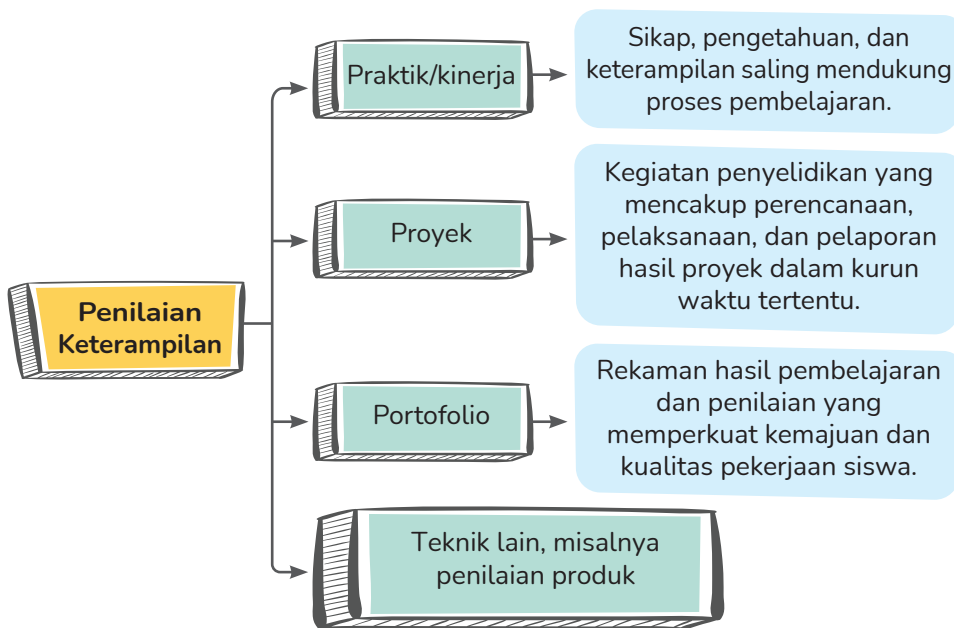 Penilaian
Keterampilan
Praktik/kinerja
Sikap, pengetahuan, dan
keterampilan saling mendukung
proses pembelajaran.
Proyek
Kegiatan penyelidikan yang
mencakup perencanaan,
pelaksanaan, dan pelaporan
hasil proyek dalam kurun
waktu tertentu.
Portofolio
Rekaman hasil pembelajaran
dan penilaian yang
memperkuat kemajuan dan
kualitas pekerjaan siswa.
Teknik lain, misalnya
penilaian produk